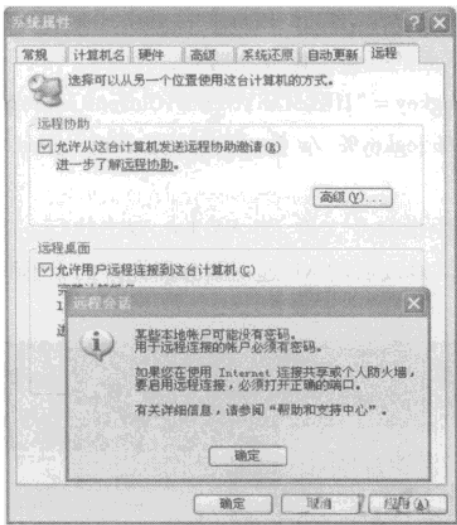 系统属性
常规 计算机名 硬件 高级 系统还原 自动更新 远程
选择可以从另一个位置使用这台计算机的方式。
远程协助
允许从这台计算机发送远程协助邀请(R)
进一步了解远程协助。
高级(V)...
远程桌面
允许用户远程连接到这台计算机(C)
远程会话
某些本地帐户可能没有密码。
用于远程连接的帐户必须有密码。
如果您在使用 Internet 连接共享或个人防火墙,
要启用远程连接,必须打开正确的端口。
有关详细信息,请参阅“帮助和支持中心”。
确定
确定 取消 应用(A)